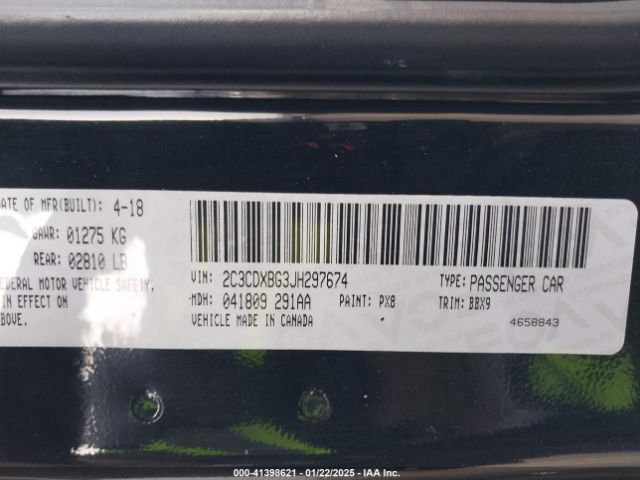 ATE OF MFR(BUILT): 4-18
GAWR: 01275 KG
REAR: 02810 LB
EDERAL MOTOR VEHICLE SAFETY,
IN EFFECT ON
ABOVE.
VIN: 2C3CDXBG3JH297674 TYPE: PASSENGER CAR
MDH: 041809 291AA PAINT: PX8 TRIM: BBX9
VEHICLE MADE IN CANADA 4658843
000-41398621 - 01/22/2025 - IAA Inc.